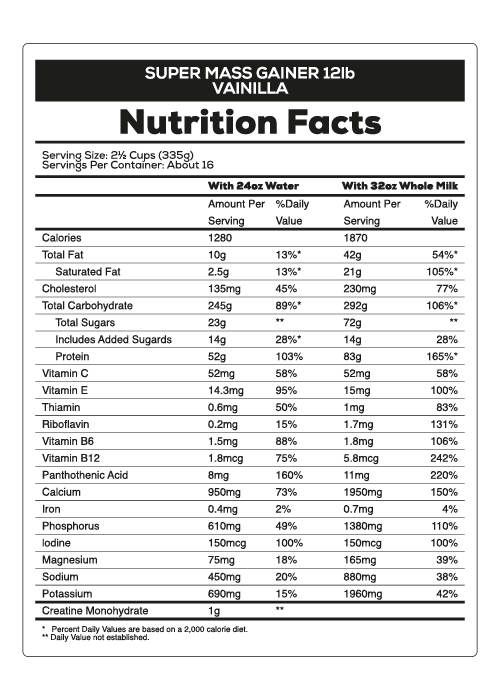 SUPER MASS GAINER 12lb
VAINILLA
Nutrition Facts
Serving Size: 2½ Cups (335g)
Servings Per Container: About 16
With 24oz Water With 32oz Whole Milk
Amount Per %Daily Amount Per %Daily
Serving Value Serving Value
Calories 1280 1870
Total Fat 10g 13%* 42g 54%*
Saturated Fat 2.5g 13%* 21g 105%*
Cholesterol 135mg 45% 230mg 77%
Total Carbohydrate 245g 89%* 292g 106%*
Total Sugars 23g ** 72g **
Includes Added Sugards 14g 28%* 14g 28%
Protein 52g 103% 83g 165%*
Vitamin C 52mg 58% 52mg 58%
Vitamin E 14.3mg 95% 15mg 100%
Thiamin 0.6mg 50% 1mg 83%
Riboflavin 0.2mg 15% 1.7mg 131%
Vitamin B6 1.5mg 88% 1.8mg 106%
Vitamin B12 1.8mcg 75% 5.8mcg 242%
Panthothenic Acid 8mg 160% 11mg 220%
Calcium 950mg 73% 1950mg 150%
Iron 0.4mg 2% 0.7mg 4%
Phosphorus 610mg 49% 1380mg 110%
Iodine 150mcg 100% 150mcg 100%
Magnesium 75mg 18% 165mg 39%
Sodium 450mg 20% 880mg 38%
Potassium 690mg 15% 1960mg 42%
Creatine Monohydrate 1g **
* Percent Daily Values are based on a 2,000 calorie diet.
** Daily Value not established.